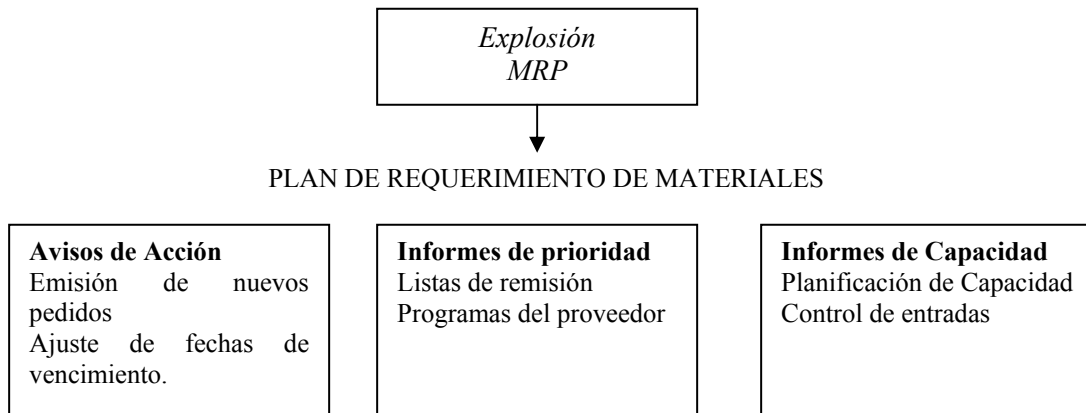 Explosión
MRP
PLAN DE REQUERIMIENTO DE MATERIALES
Avisos de Acción
Emisión de nuevos
pedidos
Ajuste de fechas de
vencimiento.
Informes de prioridad
Listas de remisión
Programas del proveedor
Informes de Capacidad
Planificación de Capacidad
Control de entradas